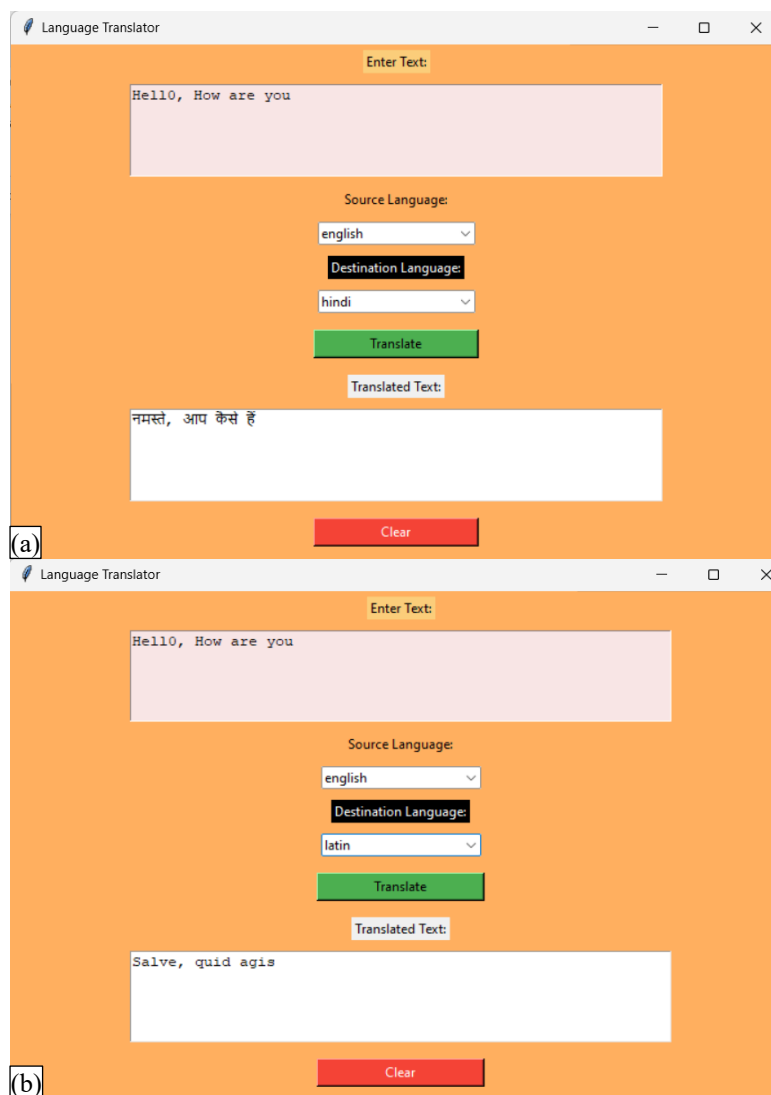 Language Translator
Enter Text:
Hell0, How are you
Source Language:
english
Destination Language:
hindi
Translate
Translated Text:
नमस्ते, आप कैसे हैं
Clear
(a)
Language Translator
Enter Text:
Hell0, How are you
Source Language:
english
Destination Language:
latin
Translate
Translated Text:
Salve, quid agis
Clear
(b)